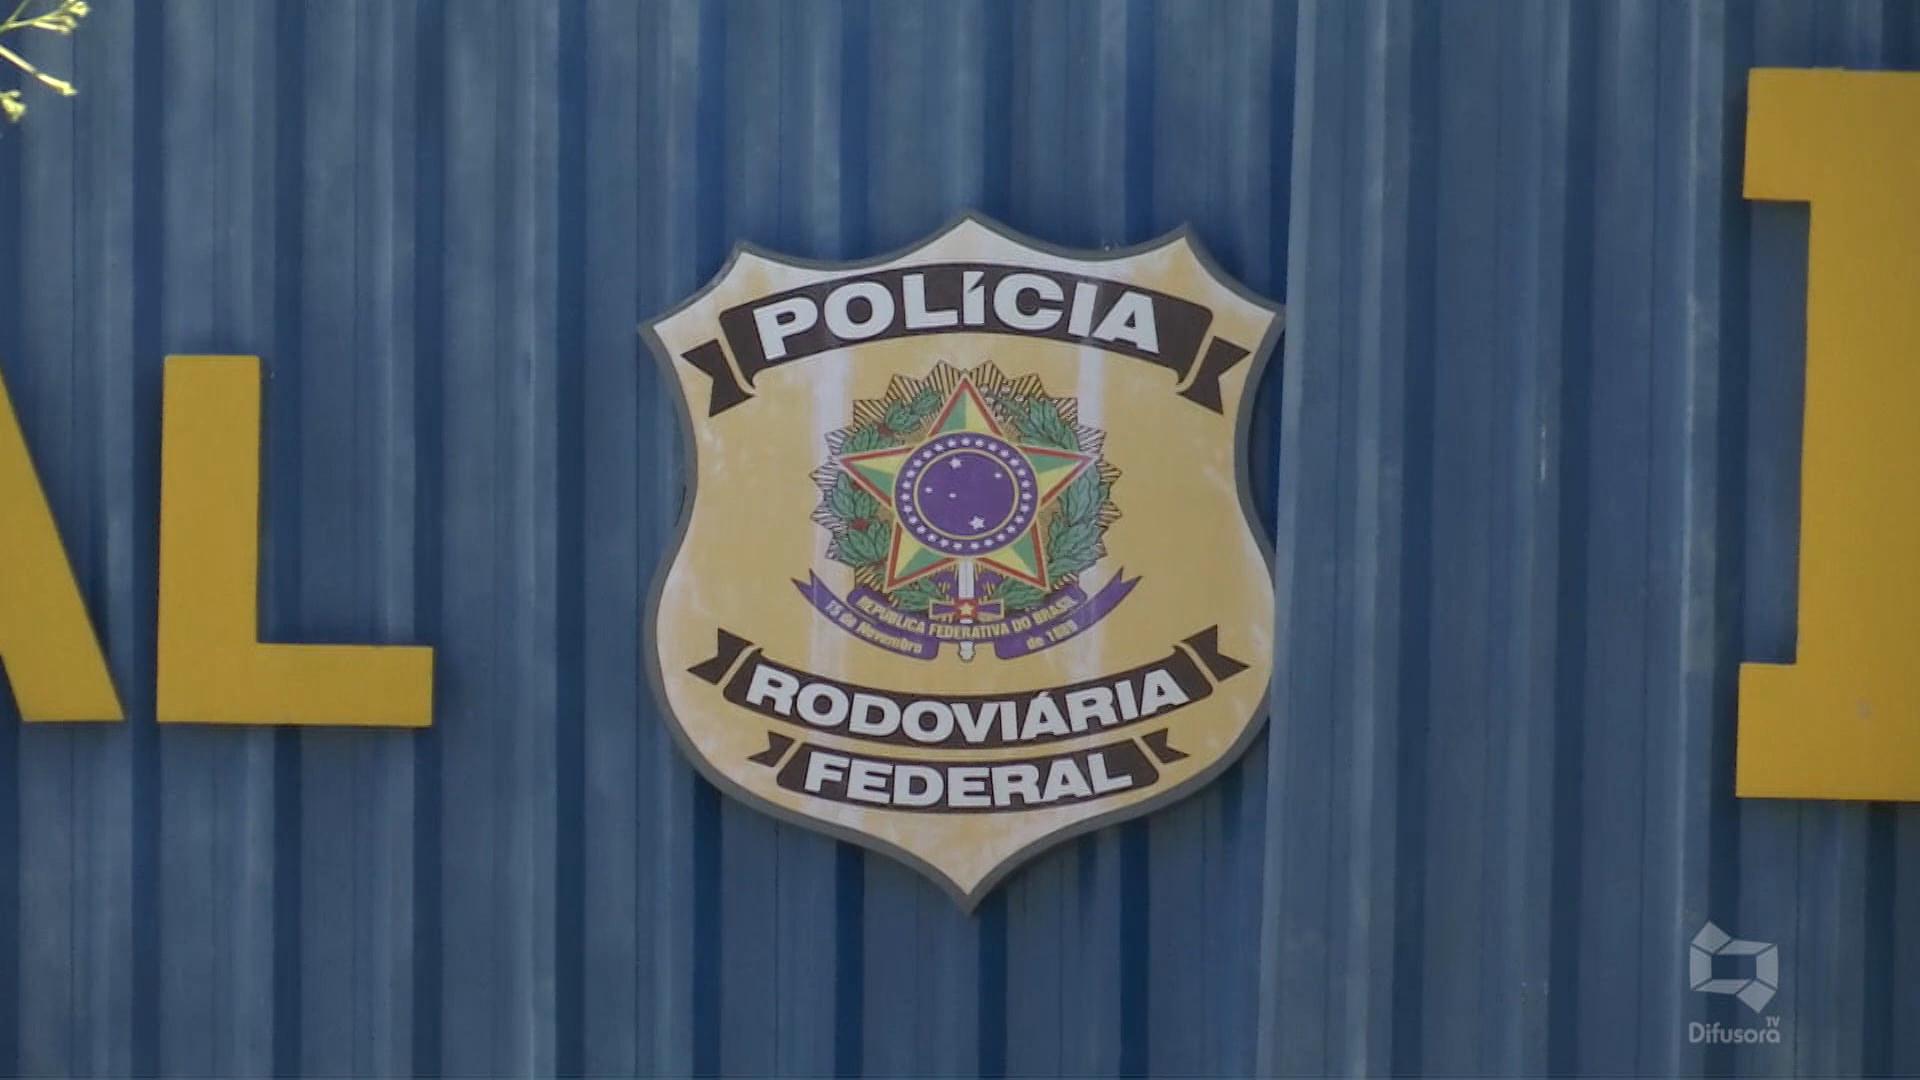 AL
POLÍCIA
REPÚBLICA FEDERATIVA DO BRASIL
15 de Novembro de 1889
RODOVIÁRIA
FEDERAL
Difusora TV